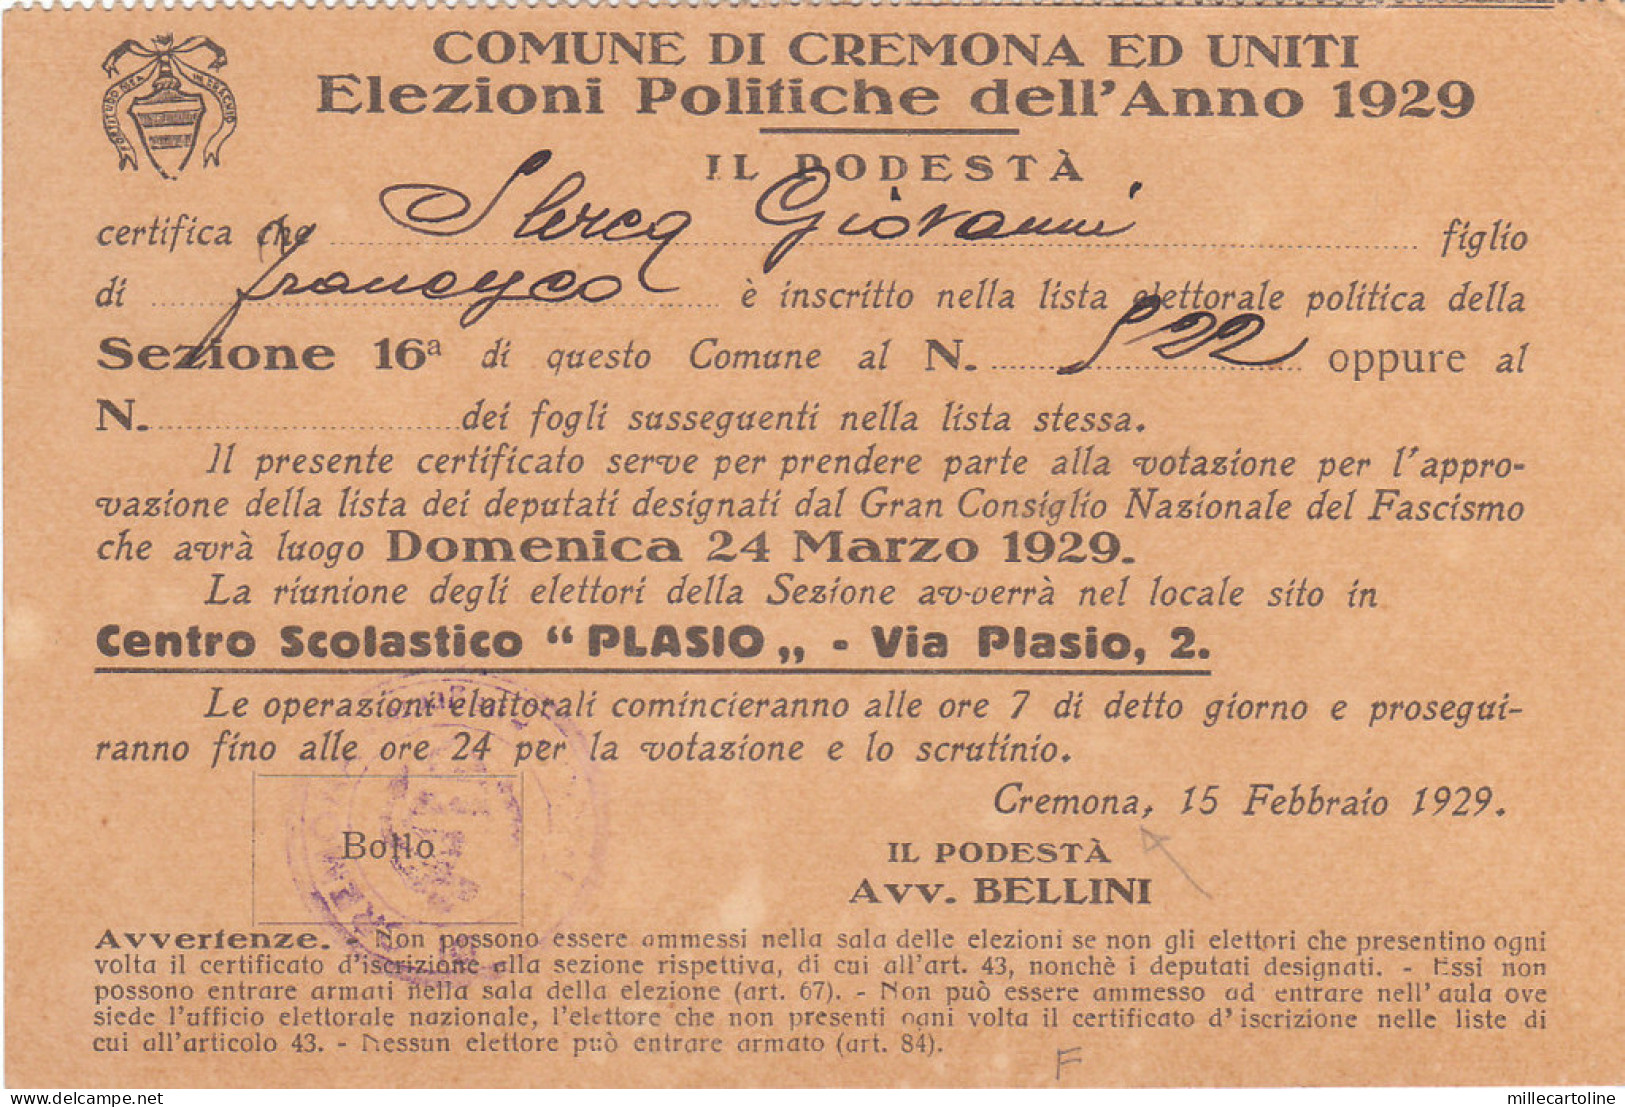 FORTITUDO MEA IN BRACHIO
COMUNE DI CREMONA ED UNITI
Elezioni Politiche dell'Anno 1929
IL PODESTÀ
certifica che Giovanni figlio
di Francesco è inscritto nella lista elettorale politica della
Sezione 16ª di questo Comune al N. 522 oppure al
N. dei fogli susseguenti nella lista stessa.
Il presente certificato serve per prendere parte alla votazione per l'appro-
vazione della lista dei deputati designati dal Gran Consiglio Nazionale del Fascismo
che avrà luogo Domenica 24 Marzo 1929.
La riunione degli elettori della Sezione avverrà nel locale sito in
Centro Scolastico “ PLASIO „ - Via Plasio, 2.
Le operazioni elettorali comincieranno alle ore 7 di detto giorno e prosegui-
ranno fino alle ore 24 per la votazione e lo scrutinio.
Cremona, 15 Febbraio 1929.
Bollo
IL PODESTÀ
Avv. BELLINI
Avvertenze. - Non possono essere ammessi nella sala delle elezioni se non gli elettori che presentino ogni
volta il certificato d'iscrizione alla sezione rispettiva, di cui all'art. 43, nonchè i deputati designati. - Essi non
possono entrare armati nella sala della elezione (art. 67). - Non può essere ammesso ad entrare nell'aula ove
siede l'ufficio elettorale nazionale, l'elettore che non presenti ogni volta il certificato d'iscrizione nelle liste di
cui all'articolo 43. - Nessun elettore può entrare armato (art. 84).
F
millecartoline